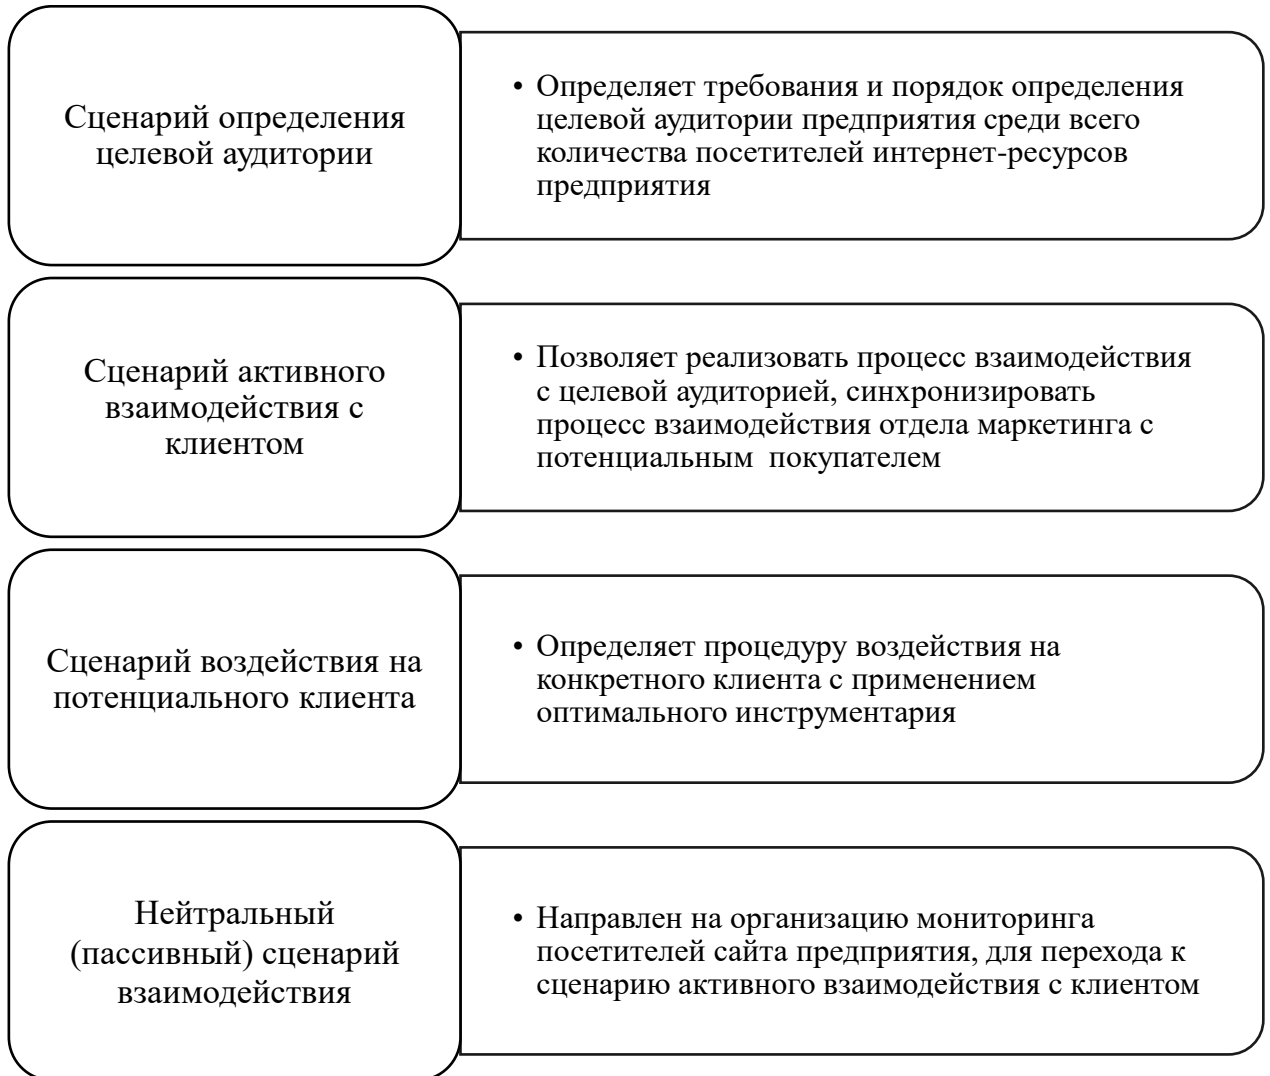 Сценарий определения
целевой аудитории
• Определяет требования и порядок определения
целевой аудитории предприятия среди всего
количества посетителей интернет-ресурсов
предприятия
Сценарий активного
взаимодействия с
клиентом
• Позволяет реализовать процесс взаимодействия
с целевой аудиторией, синхронизировать
процесс взаимодействия отдела маркетинга с
потенциальным  покупателем
Сценарий воздействия на
потенциального клиента
• Определяет процедуру воздействия на
конкретного клиента с применением
оптимального инструментария
Нейтральный
(пассивный) сценарий
взаимодействия
• Направлен на организацию мониторинга
посетителей сайта предприятия, для перехода к
сценарию активного взаимодействия с клиентом